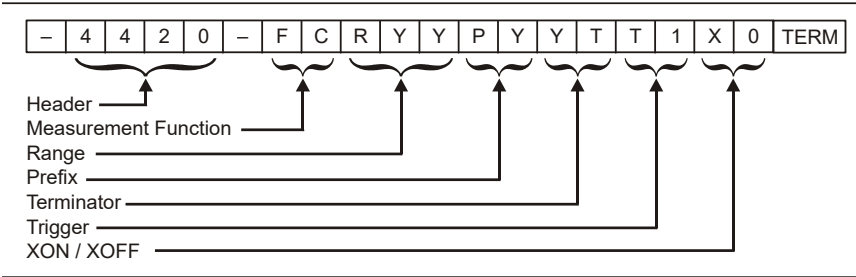 – 4 4 2 0 – F C R Y Y P Y Y T T 1 X 0 TERM
Header
Measurement Function
Range
Prefix
Terminator
Trigger
XON / XOFF